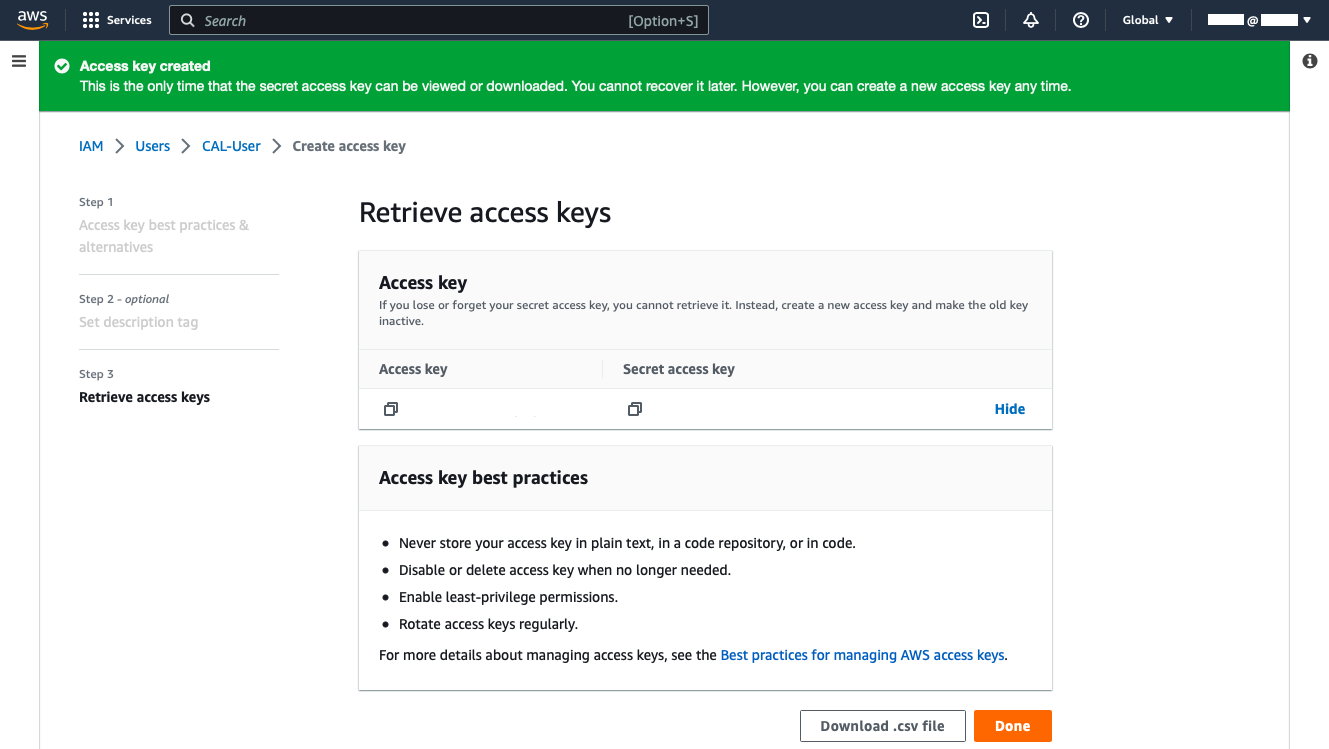 aws
Services
Search
[Option+S]
Global
@
Access key created
This is the only time that the secret access key can be viewed or downloaded. You cannot recover it later. However, you can create a new access key any time.
IAM
Users
CAL-User
Create access key
Step 1
Access key best practices &
alternatives
Step 2 - optional
Set description tag
Step 3
Retrieve access keys
Retrieve access keys
Access key
If you lose or forget your secret access key, you cannot retrieve it. Instead, create a new access key and make the old key
inactive.
Access key
Secret access key
Hide
Access key best practices
Never store your access key in plain text, in a code repository, or in code.
Disable or delete access key when no longer needed.
Enable least-privilege permissions.
Rotate access keys regularly.
For more details about managing access keys, see the Best practices for managing AWS access keys.
Download .csv file
Done